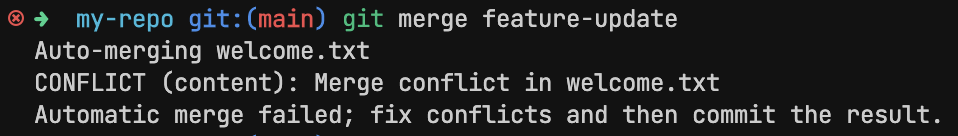 ➜ my-repo git:(main) git merge feature-update
Auto-merging welcome.txt
CONFLICT (content): Merge conflict in welcome.txt
Automatic merge failed; fix conflicts and then commit the result.